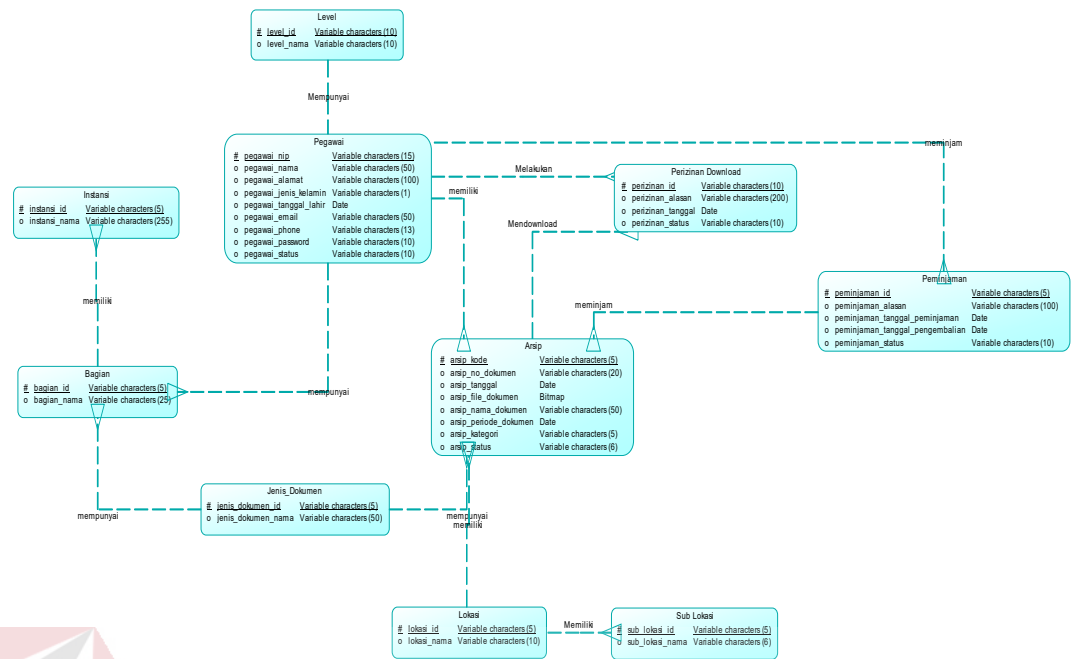 Level
# level_id Variable characters (10)
o level_nama Variable characters (10)
Mempunyai
Pegawai
# pegawai_nip Variable characters (15)
o pegawai_nama Variable characters (50)
o pegawai_alamat Variable characters (100)
o pegawai_jenis_kelamin Variable characters (1)
o pegawai_tanggal_lahir Date
o pegawai_email Variable characters (50)
o pegawai_phone Variable characters (13)
o pegawai_password Variable characters (10)
o pegawai_status Variable characters (10)
meminjam
Melakukan
Perizinan Download
# perizinan_id Variable characters (10)
o perizinan_alasan Variable characters (200)
o perizinan_tanggal Date
o perizinan_status Variable characters (10)
memiliki
Mendownload
Instansi
# instansi_id Variable characters (5)
o instansi_nama Variable characters (255)
memiliki
Peminjaman
# peminjaman_id Variable characters (5)
o peminjaman_alasan Variable characters (100)
o peminjaman_tanggal_peminjaman Date
o peminjaman_tanggal_pengembalian Date
o peminjaman_status Variable characters (10)
meminjam
Arsip
# arsip_kode Variable characters (5)
o arsip_no_dokumen Variable characters (20)
o arsip_tanggal Date
o arsip_file_dokumen Bitmap
o arsip_nama_dokumen Variable characters (50)
o arsip_periode_dokumen Date
o arsip_kategori Variable characters (5)
o arsip_status Variable characters (6)
Bagian
# bagian_id Variable characters (5)
o bagian_nama Variable characters (25)
mempunyai
Jenis_Dokumen
# jenis_dokumen_id Variable characters (5)
o jenis_dokumen_nama Variable characters (50)
mempunyai
mempunyai
memiliki
Lokasi
# lokasi_id Variable characters (5)
o lokasi_nama Variable characters (10)
Memiliki
Sub Lokasi
# sub_lokasi_id Variable characters (5)
o sub_lokasi_nama Variable characters (6)